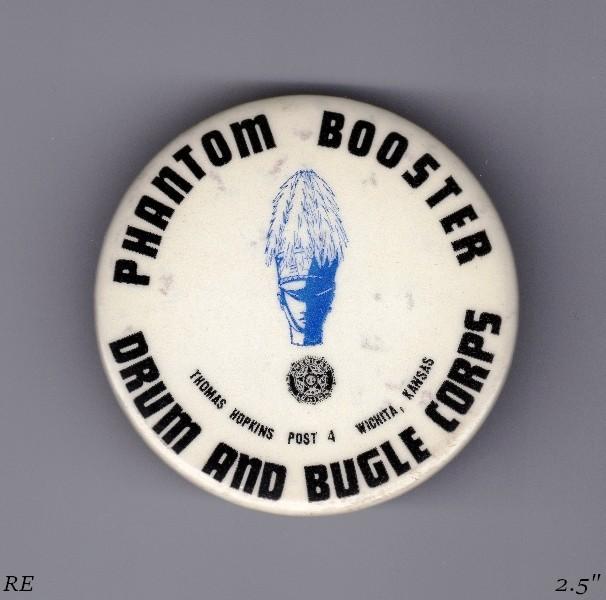 PHANTOM BOOSTER
THOMAS HOPKINS POST 4 WICHITA, KANSAS
DRUM AND BUGLE CORPS
RE
2.5"